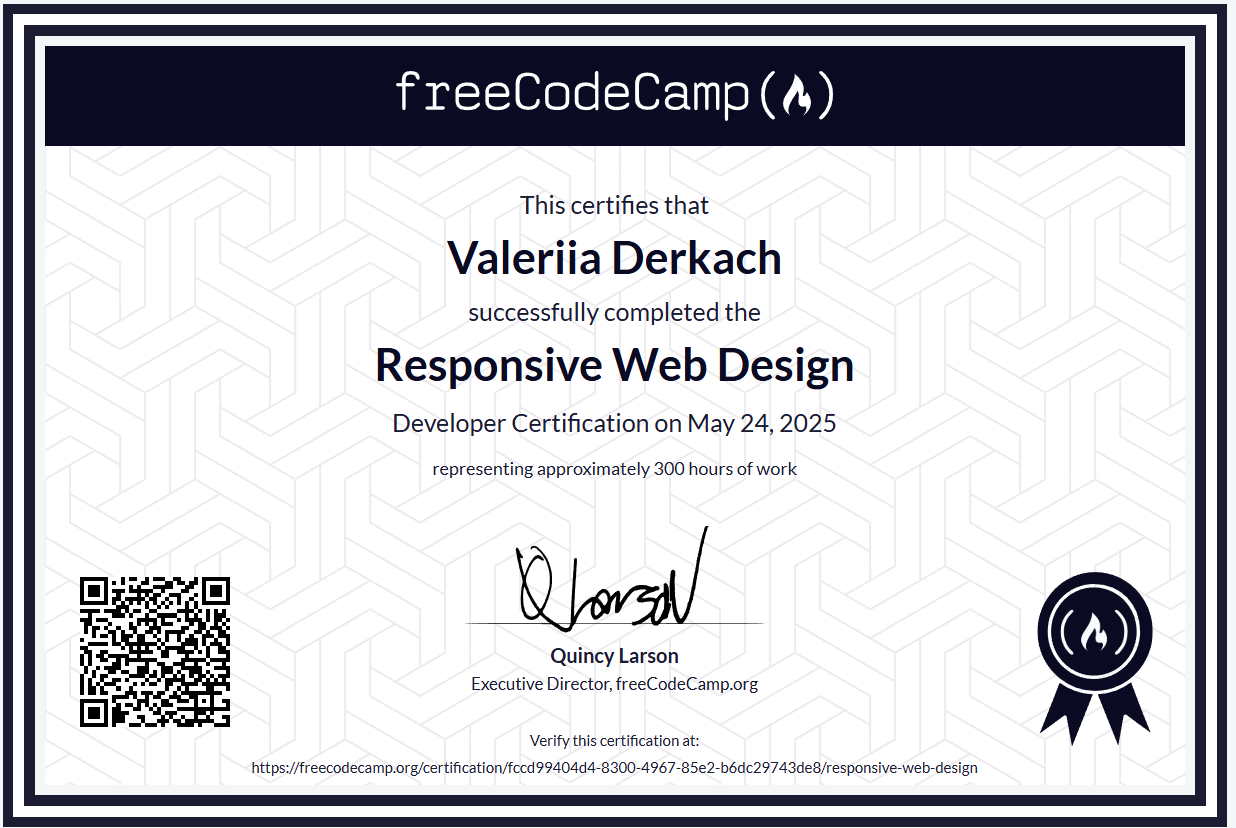 freeCodeCamp
This certifies that
Valeriia Derkach
successfully completed the
Responsive Web Design
Developer Certification on May 24, 2025
representing approximately 300 hours of work
Q Larson
Quincy Larson
Executive Director, freeCodeCamp.org
Verify this certification at:
https://freecodecamp.org/certification/fccd99404d4-8300-4967-85e2-b6dc29743de8/responsive-web-design